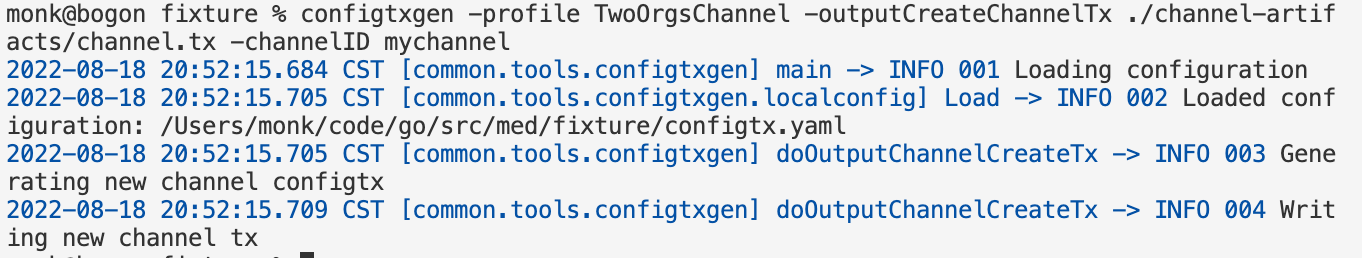 monk@bogon fixture % configtxgen -profile TwoOrgsChannel -outputCreateChannelTx ./channel-artif
acts/channel.tx -channelID mychannel
2022-08-18 20:52:15.684 CST [common.tools.configtxgen] main -> INFO 001 Loading configuration
2022-08-18 20:52:15.705 CST [common.tools.configtxgen.localconfig] Load -> INFO 002 Loaded conf
iguration: /Users/monk/code/go/src/med/fixture/configtx.yaml
2022-08-18 20:52:15.705 CST [common.tools.configtxgen] doOutputChannelCreateTx -> INFO 003 Gene
rating new channel configtx
2022-08-18 20:52:15.709 CST [common.tools.configtxgen] doOutputChannelCreateTx -> INFO 004 Writ
ing new channel tx